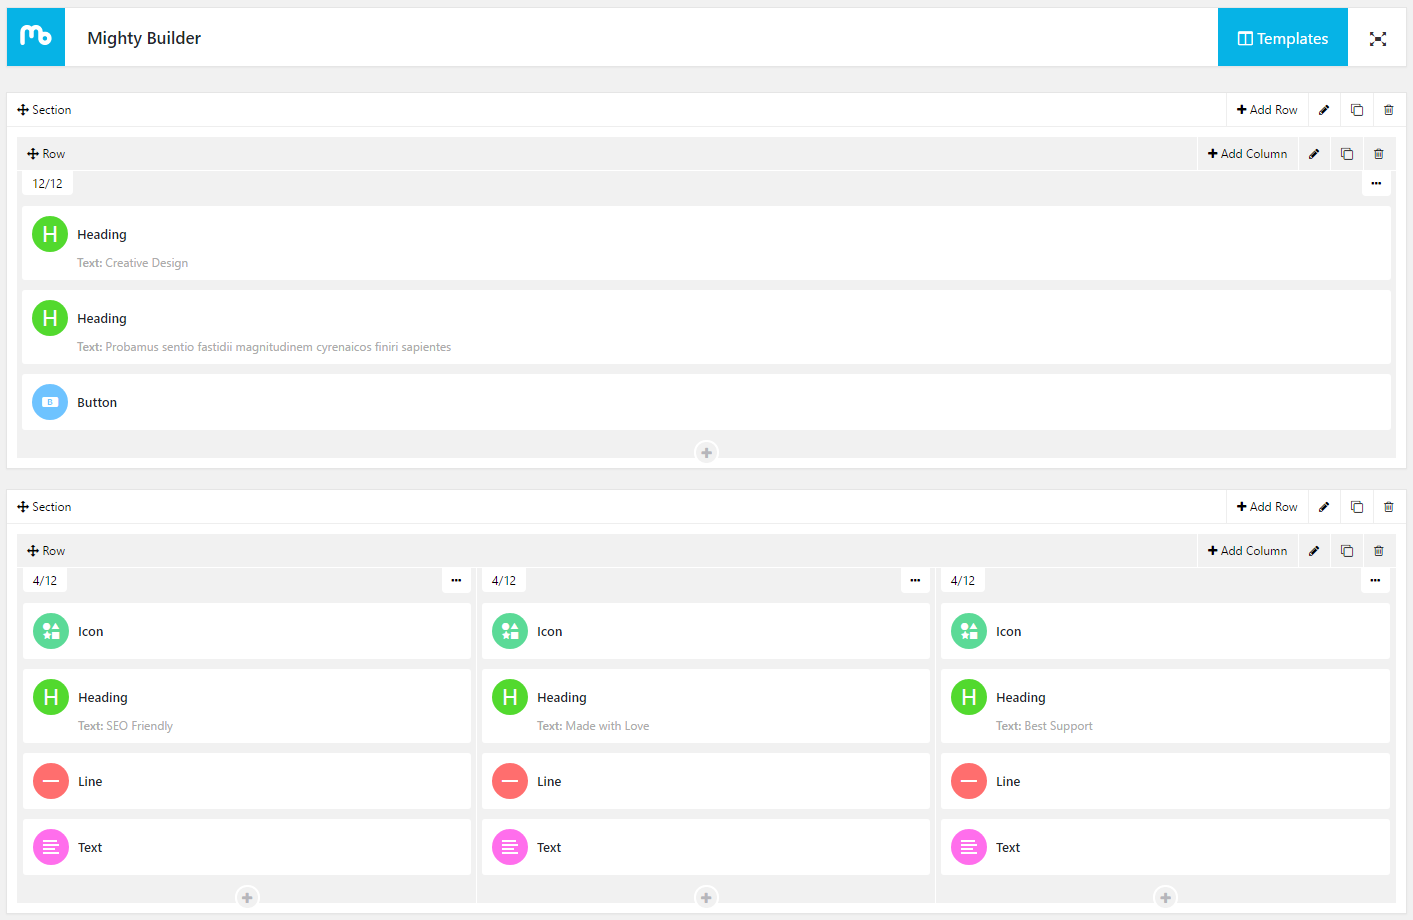 mb
Mighty Builder
Templates
Section
Add Row
Row
Add Column
12/12
H Heading
Text: Creative Design
H Heading
Text: Probamus sentio fastidii magnitudinem cyrenaicos finiri sapientes
B Button
Section
Add Row
Row
Add Column
4/12 4/12 4/12
Icon Icon Icon
H Heading H Heading H Heading
Text: SEO Friendly Text: Made with Love Text: Best Support
Line Line Line
Text Text Text